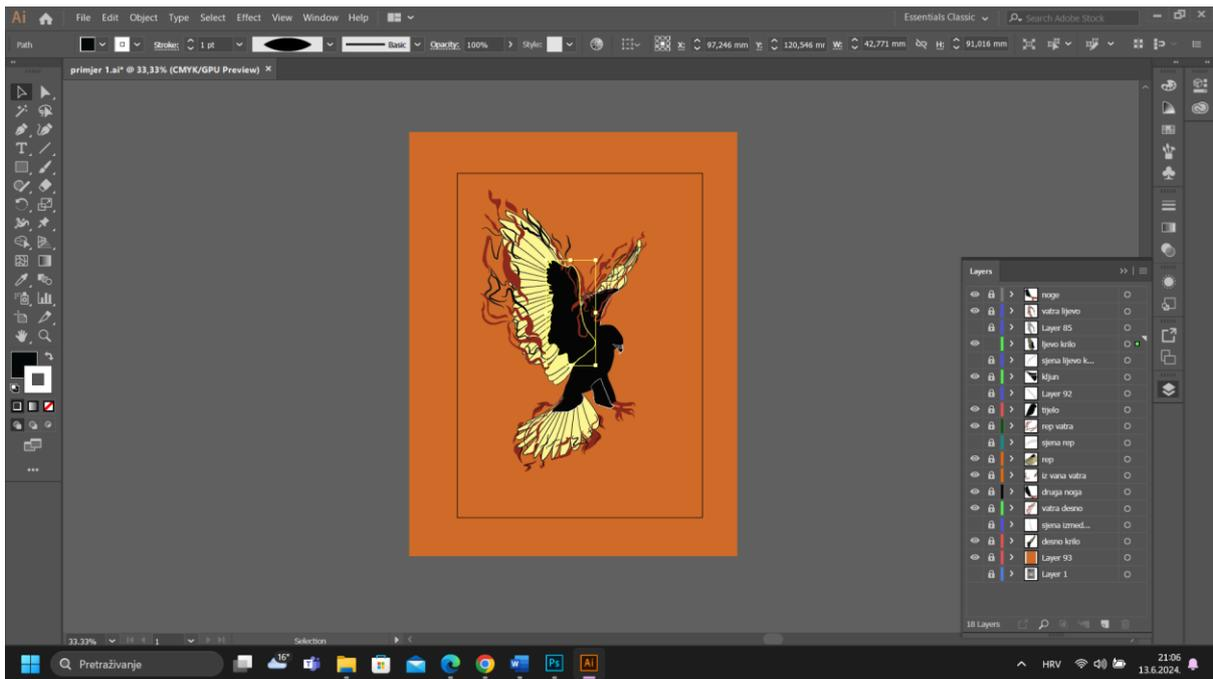 Ai File Edit Object Type Select Effect View Window Help Essentials Classic Search Adobe Stock
Path Stroke: 1 pt Basic Opacity: 100% Style: X: 97,246 mm Y: 120,546 mr W: 42,771 mm H: 91,016 mm
primjer 1.ai* @ 33,33% (CMYK/GPU Preview) ×
Layers
noge
vatra lijevo
Layer 85
ljevo krilo
sjena lijevo k...
kljun
Layer 92
tijelo
rep vatra
sjena rep
rep
iz vana vatra
druga noga
vatra desno
sjena izmed...
desno krilo
Layer 93
Layer 1
18 Layers
33.33% 1 Selection
Pretraživanje 16° Ps Ai HRV 21:06
13.6.2024.